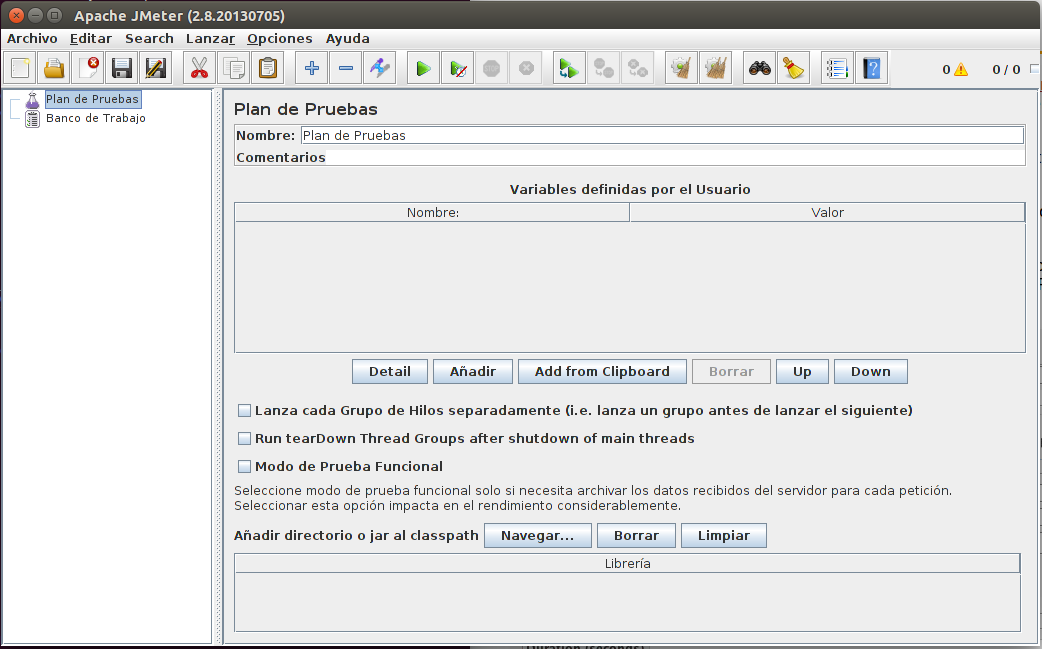 Apache JMeter (2.8.20130705)
Archivo Editar Search Lanzar Opciones Ayuda
0 0 / 0
Plan de Pruebas
Banco de Trabajo
Plan de Pruebas
Nombre: Plan de Pruebas
Comentarios
Variables definidas por el Usuario
Nombre: Valor
Detail Añadir Add from Clipboard Borrar Up Down
Lanza cada Grupo de Hilos separadamente (i.e. lanza un grupo antes de lanzar el siguiente)
Run tearDown Thread Groups after shutdown of main threads
Modo de Prueba Funcional
Seleccione modo de prueba funcional solo si necesita archivar los datos recibidos del servidor para cada petición.
Seleccionar esta opción impacta en el rendimiento considerablemente.
Añadir directorio o jar al classpath Navegar... Borrar Limpiar
Librería
Duration (seconds)